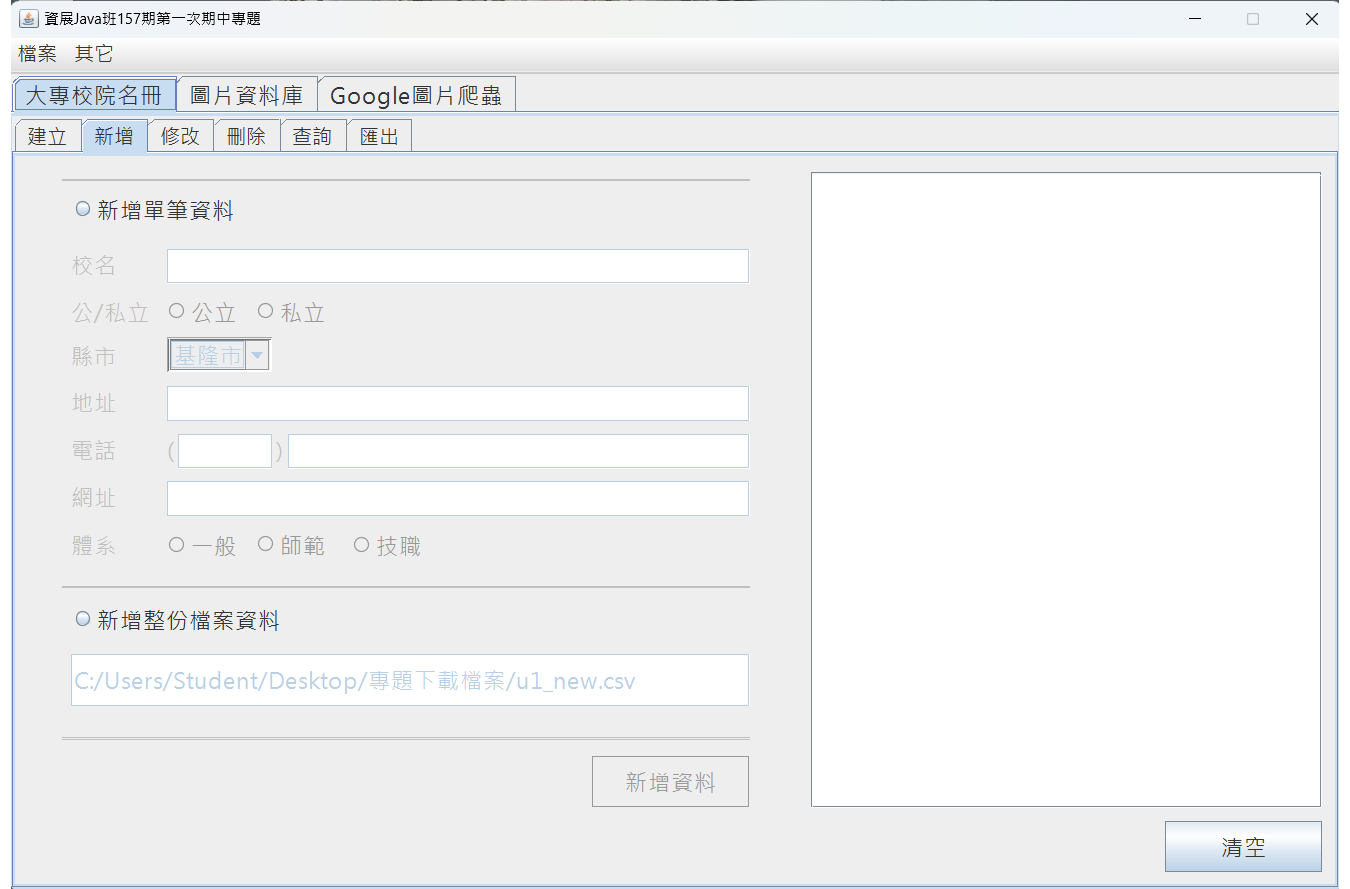 資展Java班157期第一次期中專題
檔案 其它
大專校院名冊 圖片資料庫 Google圖片爬蟲
建立 新增 修改 刪除 查詢 匯出
新增單筆資料
校名
公/私立 公立 私立
縣市 基隆市
地址
電話 ( )
網址
體系 一般 師範 技職
新增整份檔案資料
C:/Users/Student/Desktop/專題下載檔案/u1_new.csv
新增資料
清空